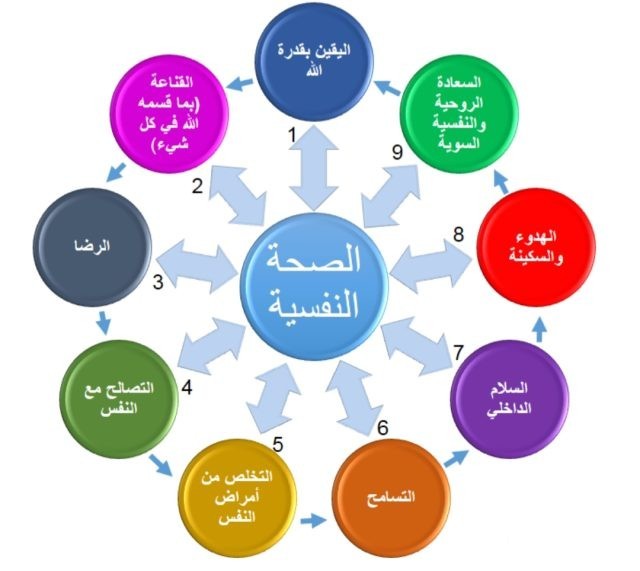 اليقين بقدرة
الله
1
القناعة
(بما قسمه
الله في كل
شيء)
2
الرضا
3
التصالح مع
النفس
4
التخلص من
أمراض
النفس
5
التسامح
6
السلام
الداخلي
7
الهدوء
والسكينة
8
السعادة
الروحية
والنفسية
السوية
9
الصحة
النفسية